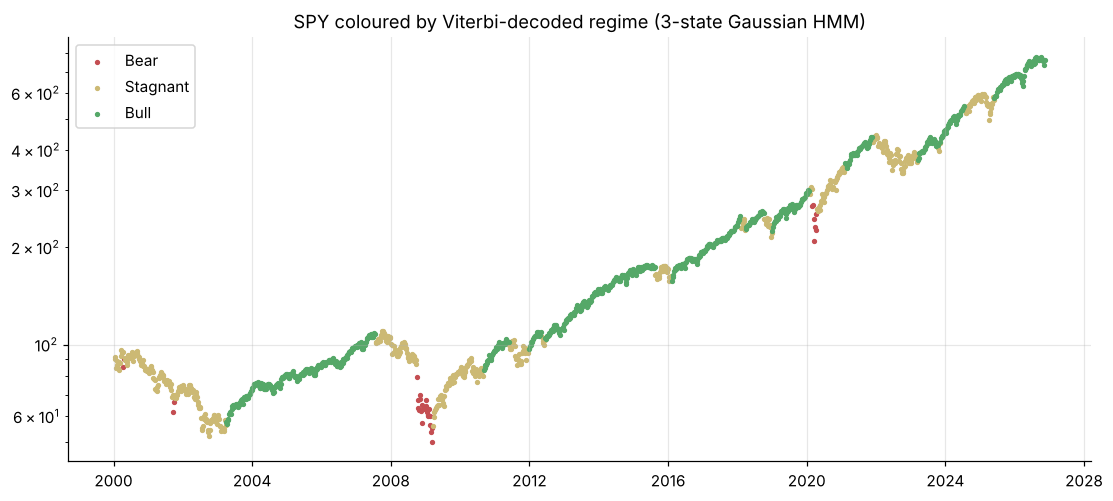 SPY coloured by Viterbi-decoded regime (3-state Gaussian HMM)
Bear
Stagnant
Bull
6 × 10²
4 × 10²
3 × 10²
2 × 10²
10²
6 × 10¹
2000 2004 2008 2012 2016 2020 2024 2028